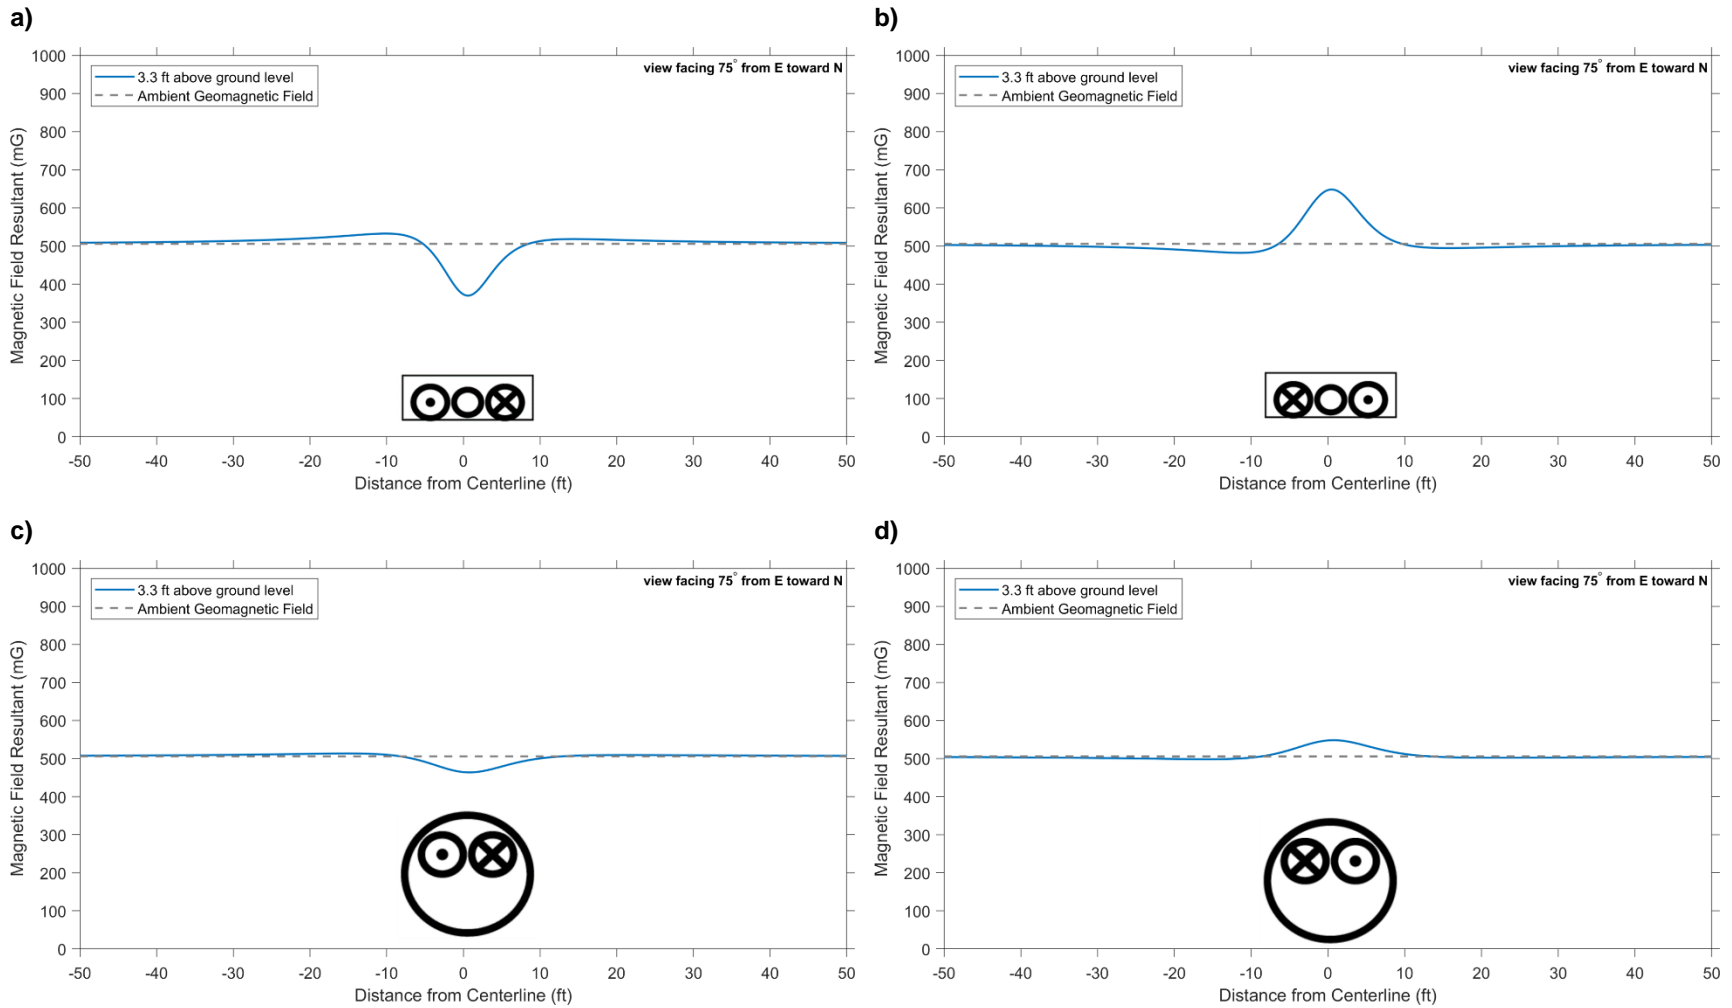 a)
1000
900
800
700
600
500
400
300
200
100
0
Magnetic Field Resultant (mG)
3.3 ft above ground level
Ambient Geomagnetic Field
view facing 75° from E toward N
-50 -40 -30 -20 -10 0 10 20 30 40 50
Distance from Centerline (ft)
b)
1000
900
800
700
600
500
400
300
200
100
0
Magnetic Field Resultant (mG)
3.3 ft above ground level
Ambient Geomagnetic Field
view facing 75° from E toward N
-50 -40 -30 -20 -10 0 10 20 30 40 50
Distance from Centerline (ft)
c)
1000
900
800
700
600
500
400
300
200
100
0
Magnetic Field Resultant (mG)
3.3 ft above ground level
Ambient Geomagnetic Field
view facing 75° from E toward N
-50 -40 -30 -20 -10 0 10 20 30 40 50
Distance from Centerline (ft)
d)
1000
900
800
700
600
500
400
300
200
100
0
Magnetic Field Resultant (mG)
3.3 ft above ground level
Ambient Geomagnetic Field
view facing 75° from E toward N
-50 -40 -30 -20 -10 0 10 20 30 40 50
Distance from Centerline (ft)